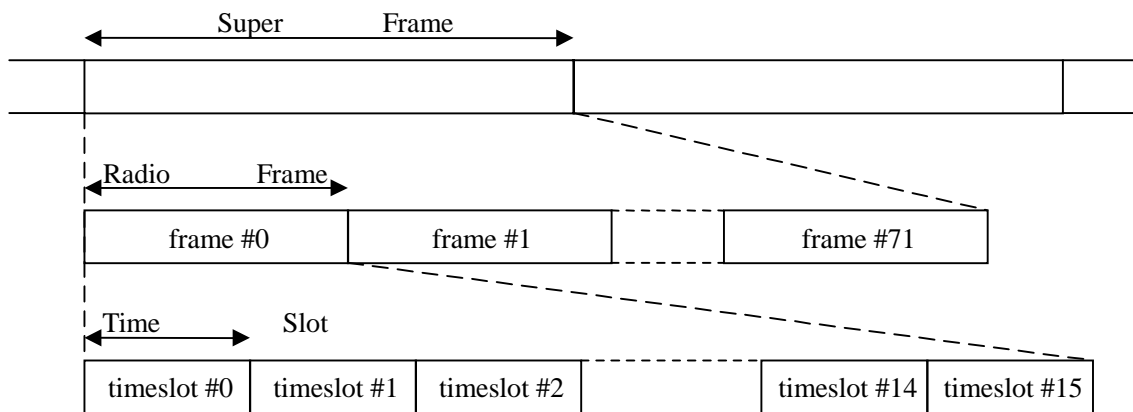 Super Frame
Radio Frame
frame #0 frame #1 frame #71
Time Slot
timeslot #0 timeslot #1 timeslot #2 timeslot #14 timeslot #15